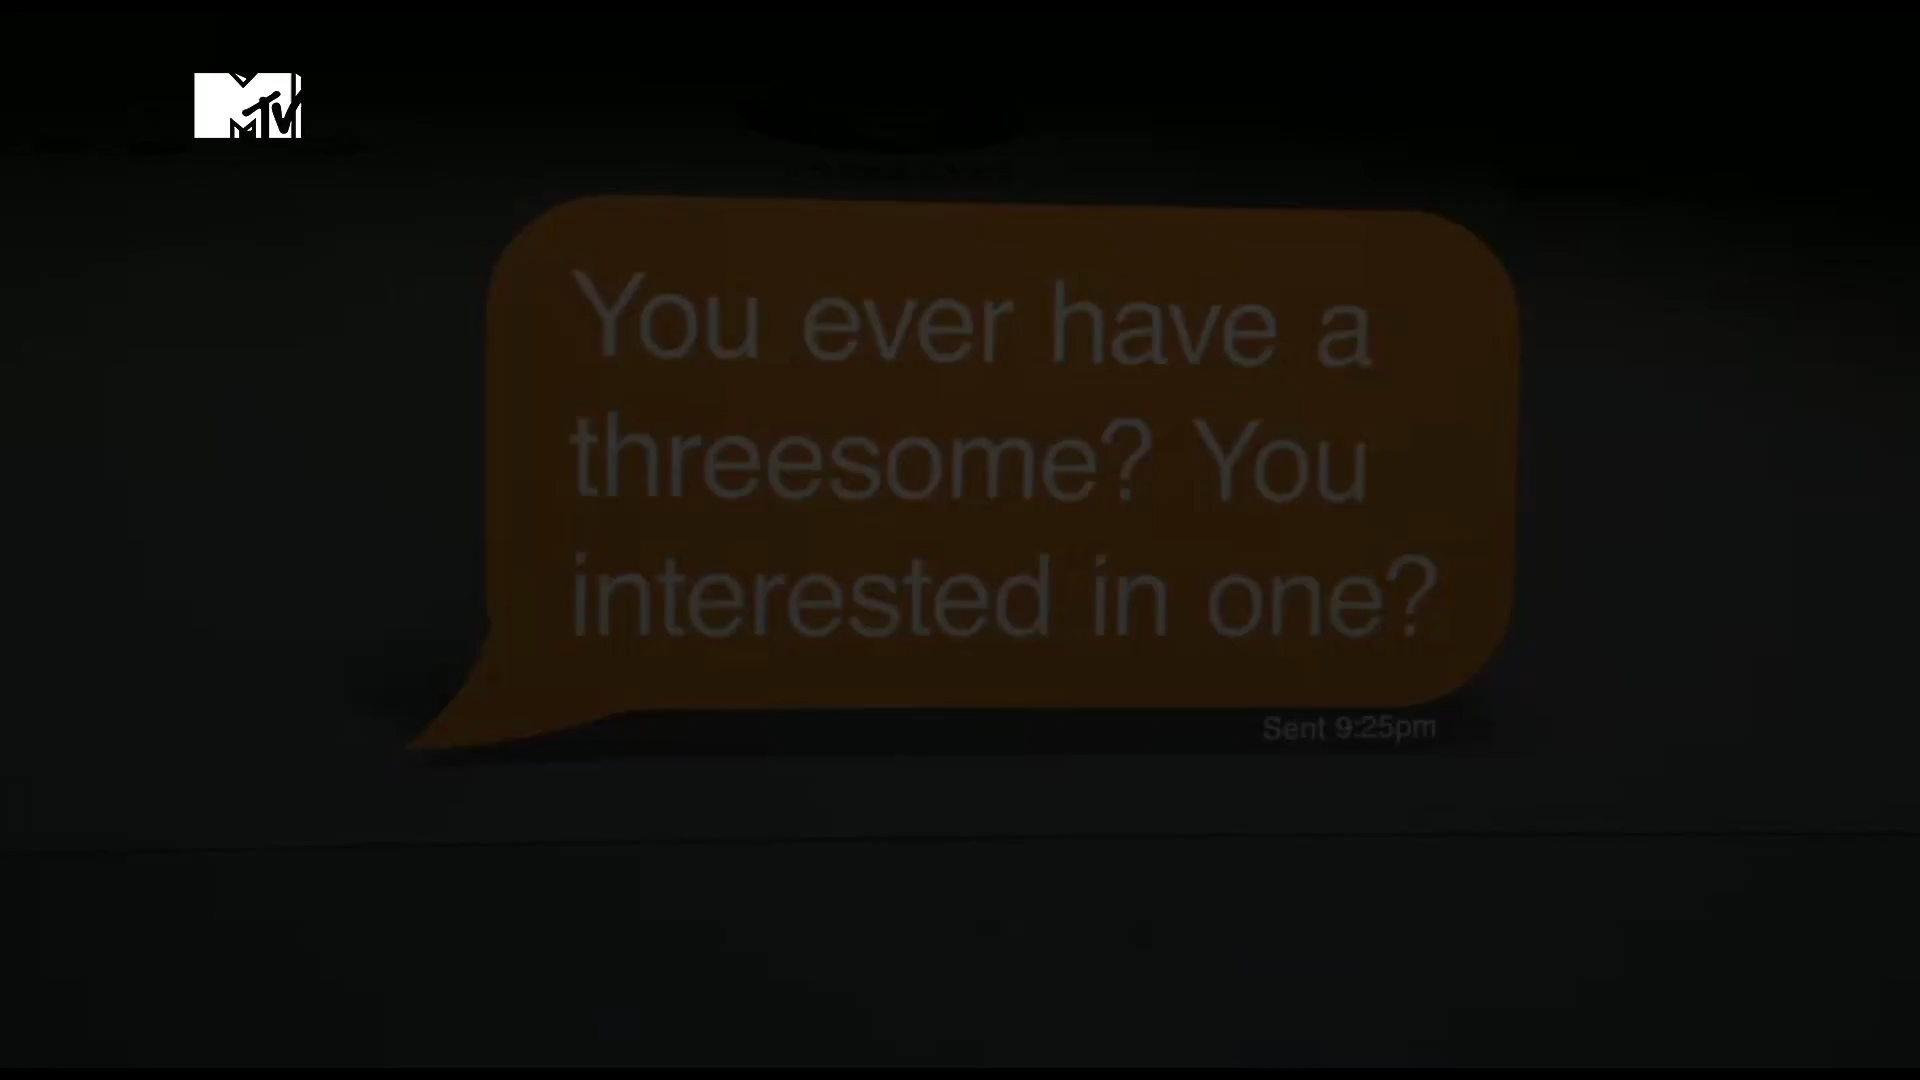 MTV
You ever have a
threesome? You
interested in one?
Sent 9:25pm